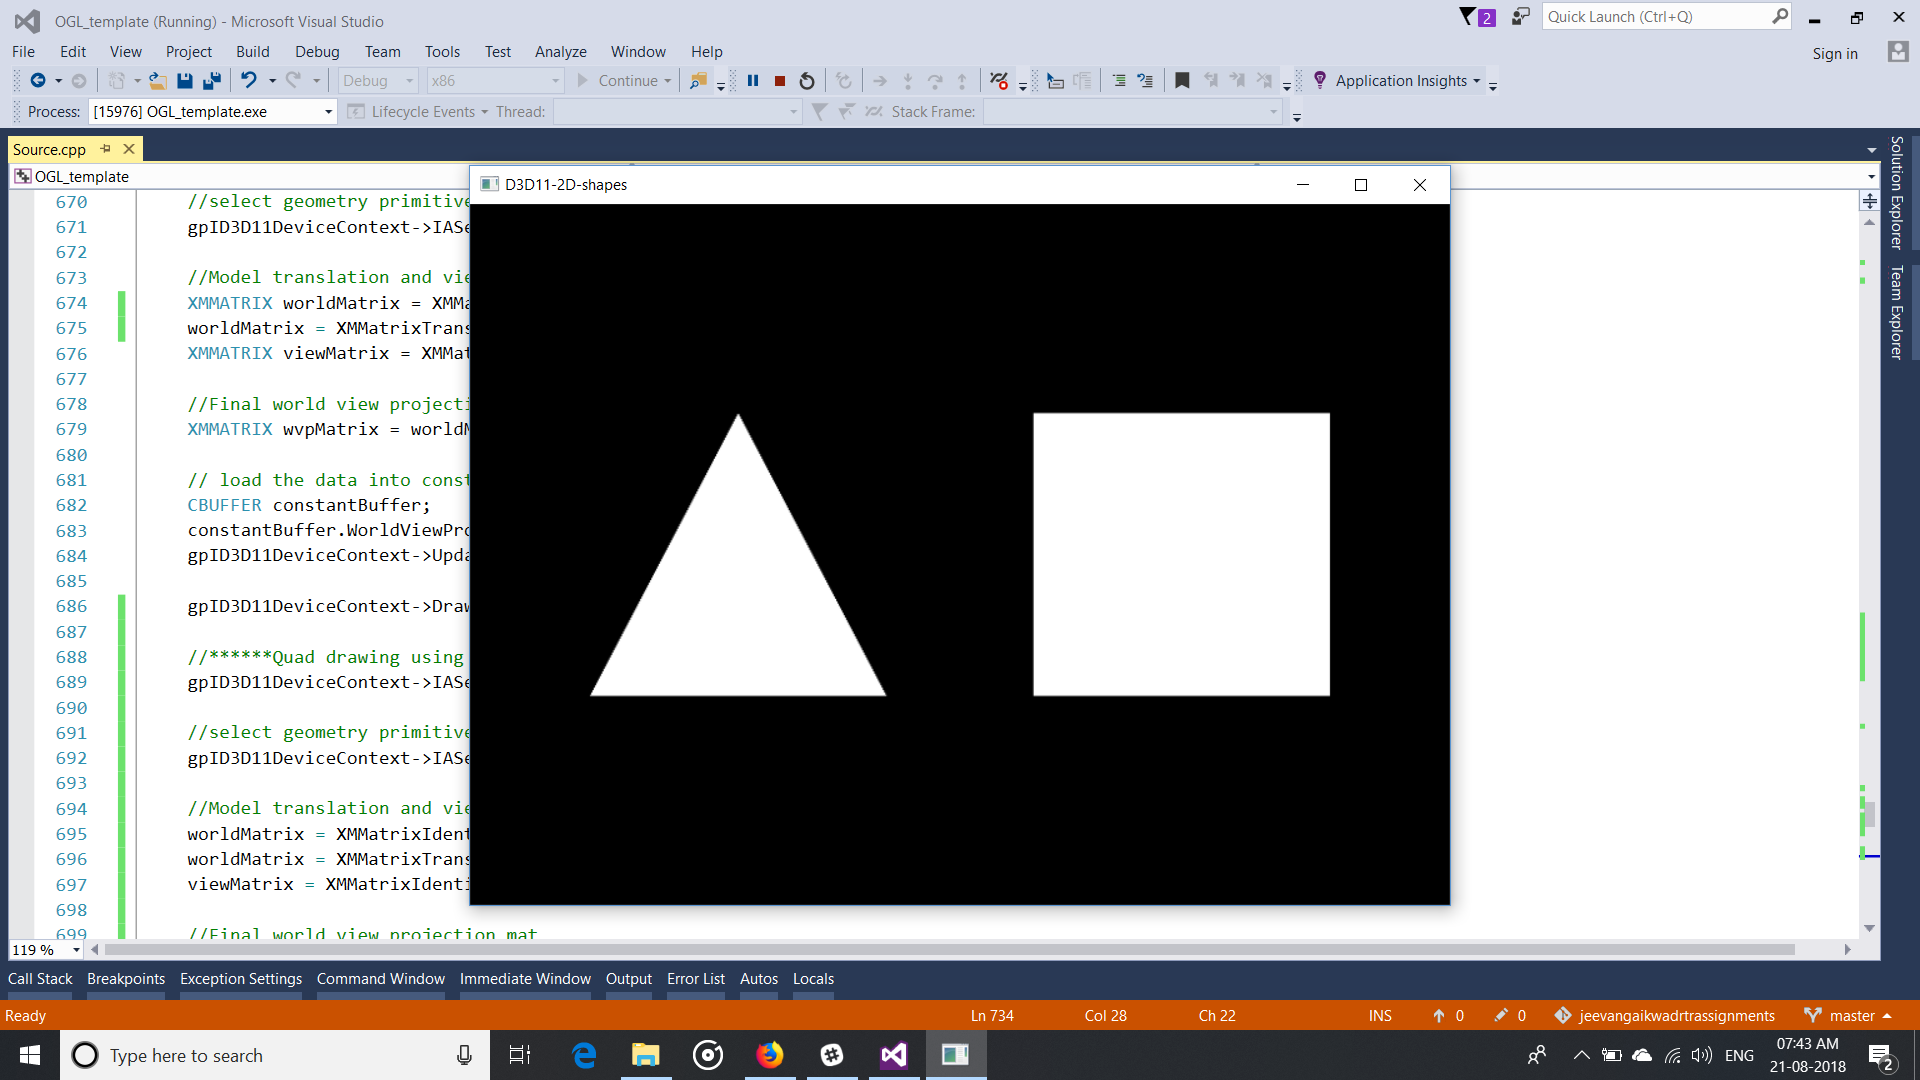 OGL_template (Running) - Microsoft Visual Studio
2
Quick Launch (Ctrl+Q)
File Edit View Project Build Debug Team Tools Test Analyze Window Help
Sign in
Debug x86 Continue Application Insights
Process: [15976] OGL_template.exe Lifecycle Events Thread: Stack Frame:
Source.cpp
OGL_template
D3D11-2D-shapes
Solution Explorer
Team Explorer
670 //select geometry primitive
671 gpID3D11DeviceContext->IASe
672
673 //Model translation and vie
674 XMMATRIX worldMatrix = XMMa
675 worldMatrix = XMMatrixTrans
676 XMMATRIX viewMatrix = XMMat
677
678 //Final world view projecti
679 XMMATRIX wvpMatrix = worldM
680
681 // load the data into const
682 CBUFFER constantBuffer;
683 constantBuffer.WorldViewPro
684 gpID3D11DeviceContext->Upda
685
686 gpID3D11DeviceContext->Draw
687
688 //******Quad drawing using
689 gpID3D11DeviceContext->IASe
690
691 //select geometry primitive
692 gpID3D11DeviceContext->IASe
693
694 //Model translation and vie
695 worldMatrix = XMMatrixIdent
696 worldMatrix = XMMatrixTrans
697 viewMatrix = XMMatrixIdenti
698
699 //Final world view projection mat
119 %
Call Stack Breakpoints Exception Settings Command Window Immediate Window Output Error List Autos Locals
Ready Ln 734 Col 28 Ch 22 INS 0 0 jeevangaikwadrtrassignments master
Type here to search
ENG
07:43 AM
21-08-2018
2